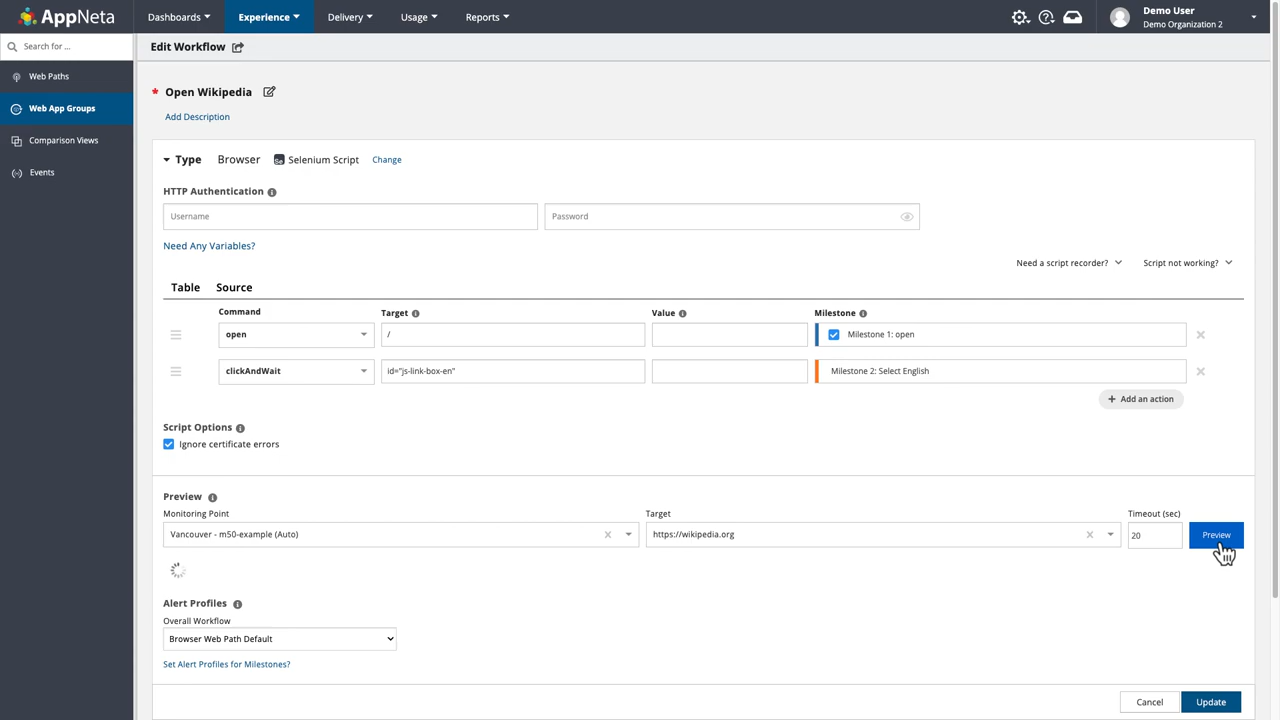 AppNeta
Dashboards Experience Delivery Usage Reports
Demo User
Demo Organization 2
Search for ...
Edit Workflow
Web Paths
Web App Groups
Comparison Views
Events
* Open Wikipedia
Add Description
Type Browser Se Selenium Script Change
HTTP Authentication
Username Password
Need Any Variables?
Need a script recorder? Script not working?
Table Source
Command Target Value Milestone
open / Milestone 1: open
clickAndWait id="js-link-box-en" Milestone 2: Select English
+ Add an action
Script Options
Ignore certificate errors
Preview
Monitoring Point Target Timeout (sec)
Vancouver - m50-example (Auto) https://wikipedia.org 20 Preview
Alert Profiles
Overall Workflow
Browser Web Path Default
Set Alert Profiles for Milestones?
Cancel Update